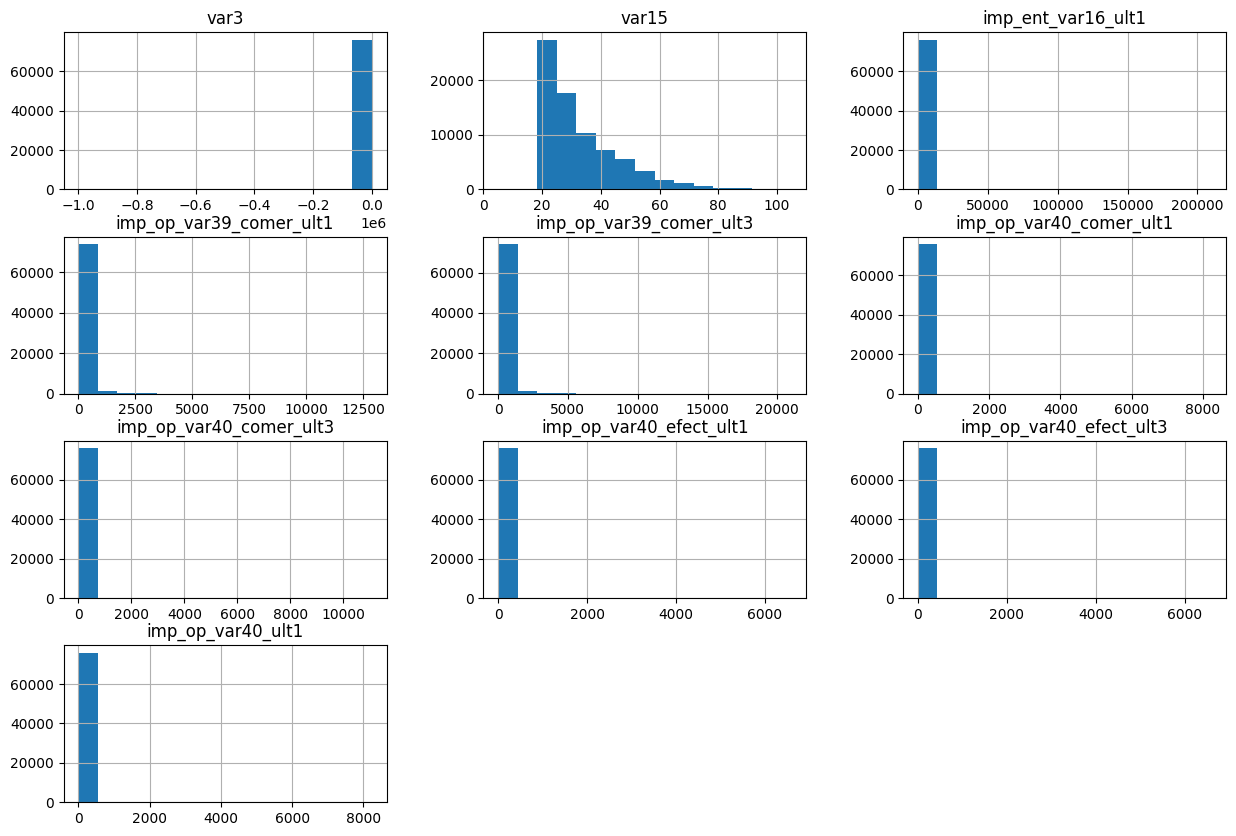 var3 var15 imp_ent_var16_ult1
60000 40000 20000 0
-1.0 -0.8 -0.6 -0.4 -0.2 0.0
1e6
20000 10000 0
0 20 40 60 80 100
60000 40000 20000 0
0 50000 100000 150000 200000
imp_op_var39_comer_ult1 imp_op_var39_comer_ult3 imp_op_var40_comer_ult1
60000 40000 20000 0
0 2500 5000 7500 10000 12500
60000 40000 20000 0
0 5000 10000 15000 20000
60000 40000 20000 0
0 2000 4000 6000 8000
imp_op_var40_comer_ult3 imp_op_var40_efect_ult1 imp_op_var40_efect_ult3
60000 40000 20000 0
0 2000 4000 6000 8000 10000
60000 40000 20000 0
0 2000 4000 6000
60000 40000 20000 0
0 2000 4000 6000
imp_op_var40_ult1
60000 40000 20000 0
0 2000 4000 6000 8000